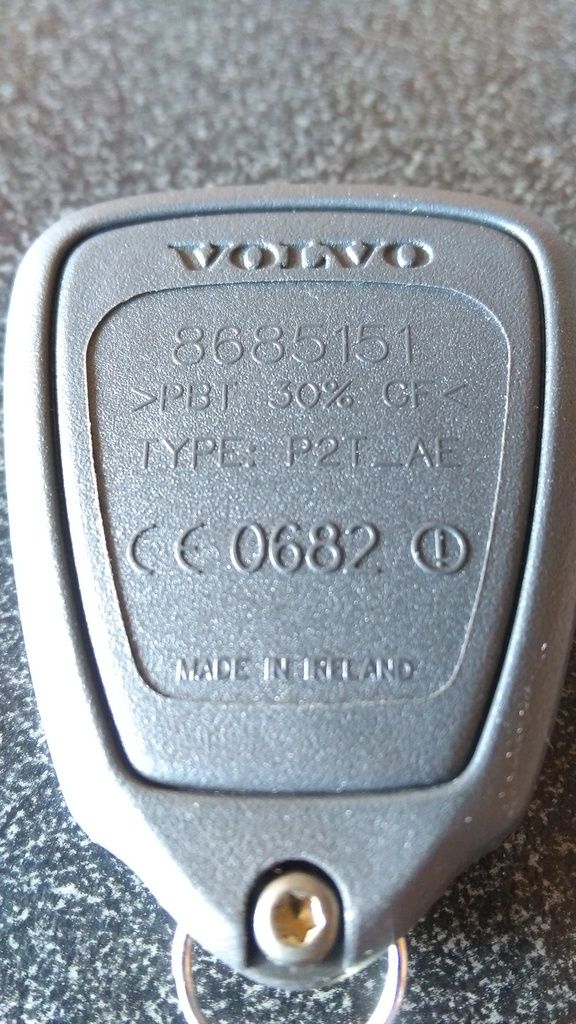 VOLVO
8685151
>PBT 30% GF<
TYPE: P2T_AE
CE 0682
MADE IN IRELAND